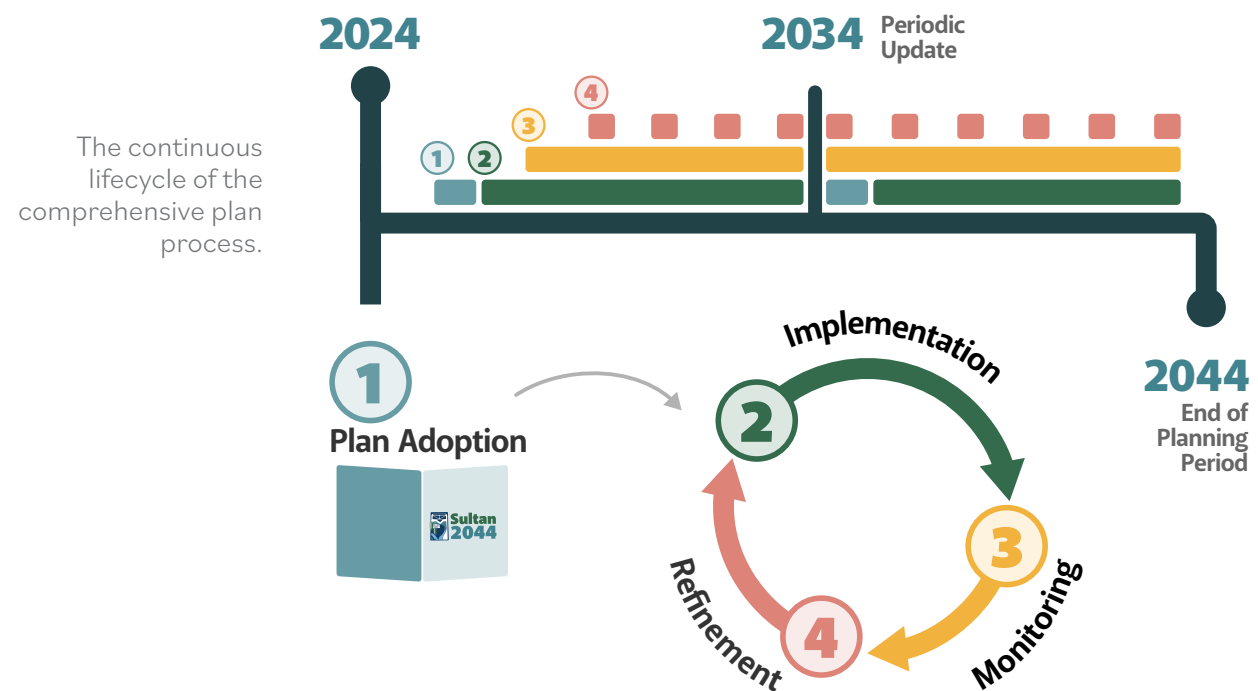 2024
2034
Periodic
Update
The continuous
lifecycle of the
comprehensive plan
process.
4
3
1
2
1
Plan Adoption
Sultan
2044
Implementation
2
3
Monitoring
4
Refinement
2044
End of
Planning
Period